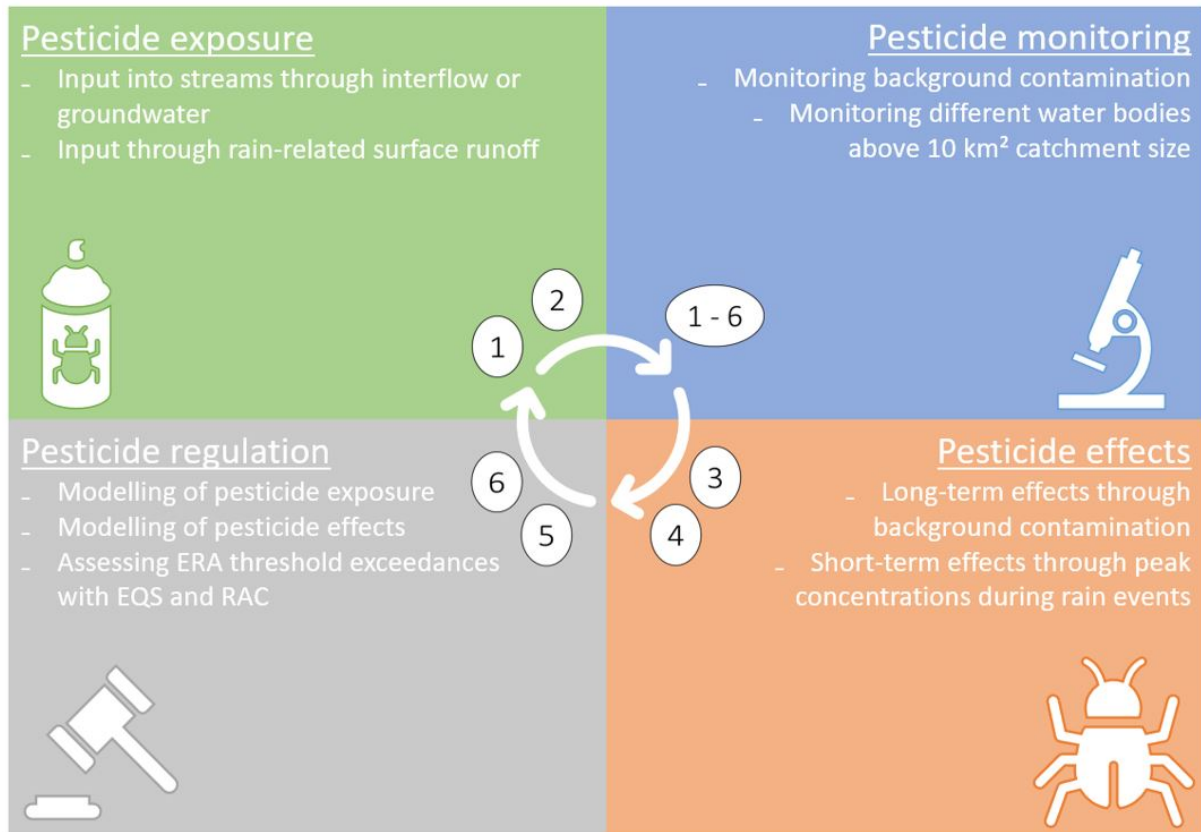 Pesticide exposure
- Input into streams through interflow or
groundwater
- Input through rain-related surface runoff
Pesticide monitoring
- Monitoring background contamination
- Monitoring different water bodies
above 10 km² catchment size
2
1
1 - 6
Pesticide regulation
- Modelling of pesticide exposure
- Modelling of pesticide effects
- Assessing ERA threshold exceedances
with EQS and RAC
6
5
3
4
Pesticide effects
- Long-term effects through
background contamination
- Short-term effects through peak
concentrations during rain events